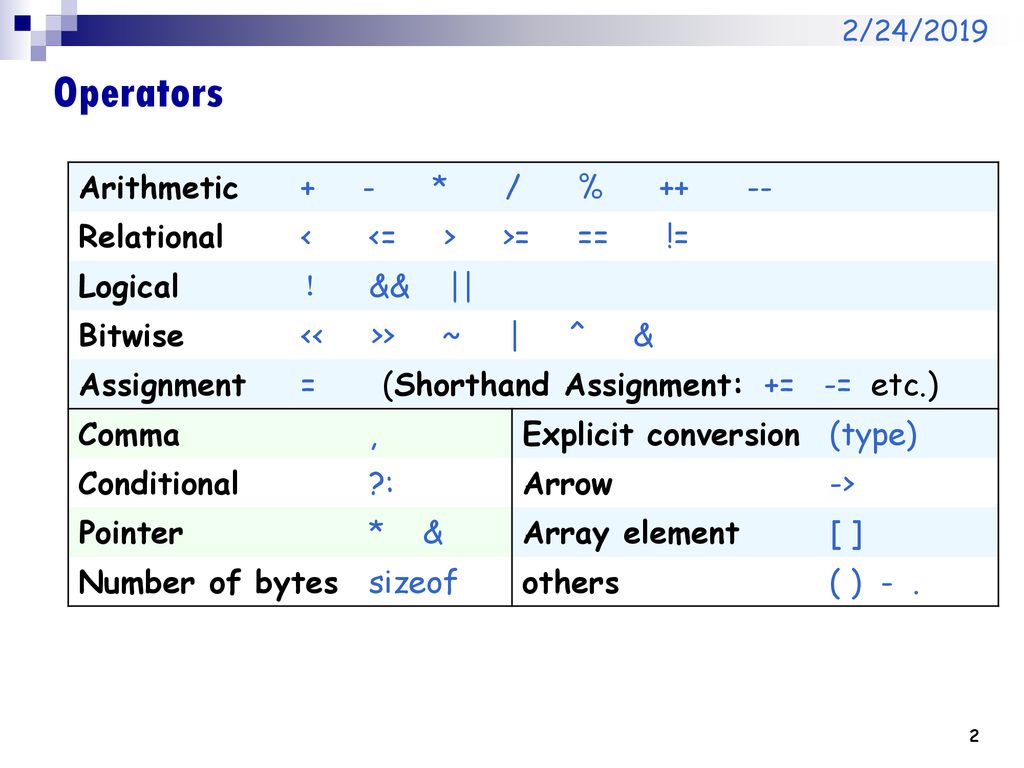 2/24/2019
Operators
Arithmetic + - * / % ++ --
Relational < <= > >= == !=
Logical ! && ||
Bitwise << >> ~ | ^ &
Assignment = (Shorthand Assignment: += -= etc.)
Comma , Explicit conversion (type)
Conditional ?: Arrow ->
Pointer * & Array element [ ]
Number of bytes sizeof others ( ) - .
2